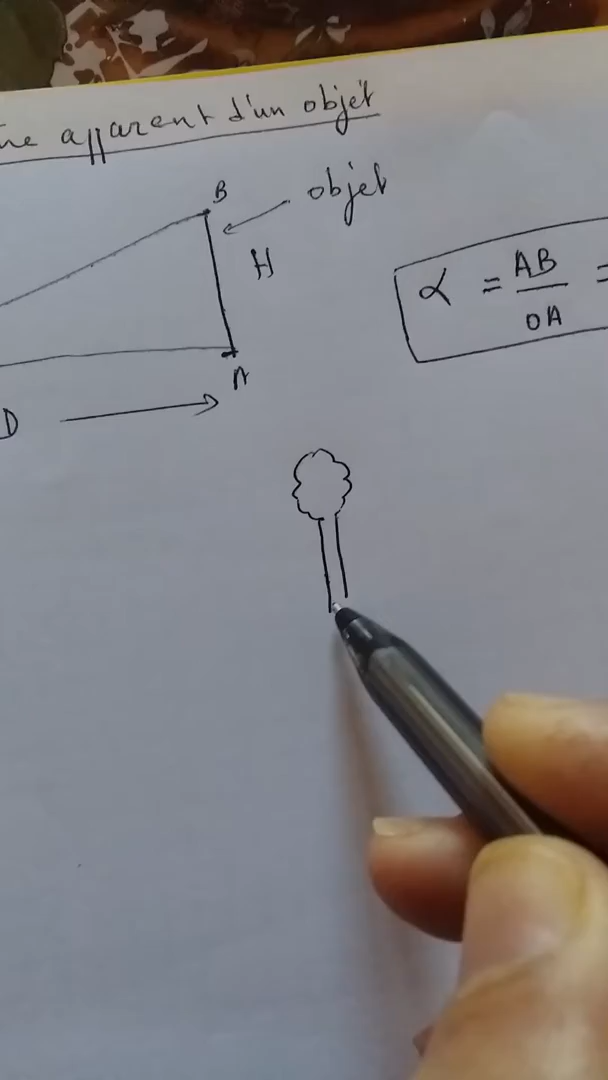 apparent d'un objet
B
objet
H
α = AB / OA =
A
D